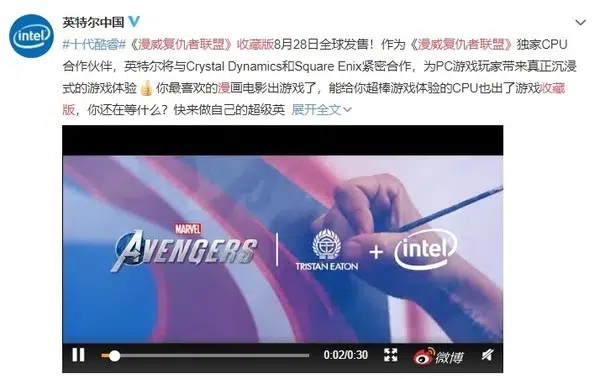 英特尔中国
#十代酷睿#《漫威复仇者联盟》收藏版8月28日全球发售！作为《漫威复仇者联盟》独家CPU
合作伙伴，英特尔将与Crystal Dynamics和Square Enix紧密合作，为PC游戏玩家带来真正沉浸
式的游戏体验👍你最喜欢的漫画电影出游戏了，能给你超棒游戏体验的CPU也出了游戏收藏
版，你还在等什么？快来做自己的超级英 展开全文
intel
MARVEL
AVENGERS
TRISTAN EATON
+ intel
0:02/0:30
微博